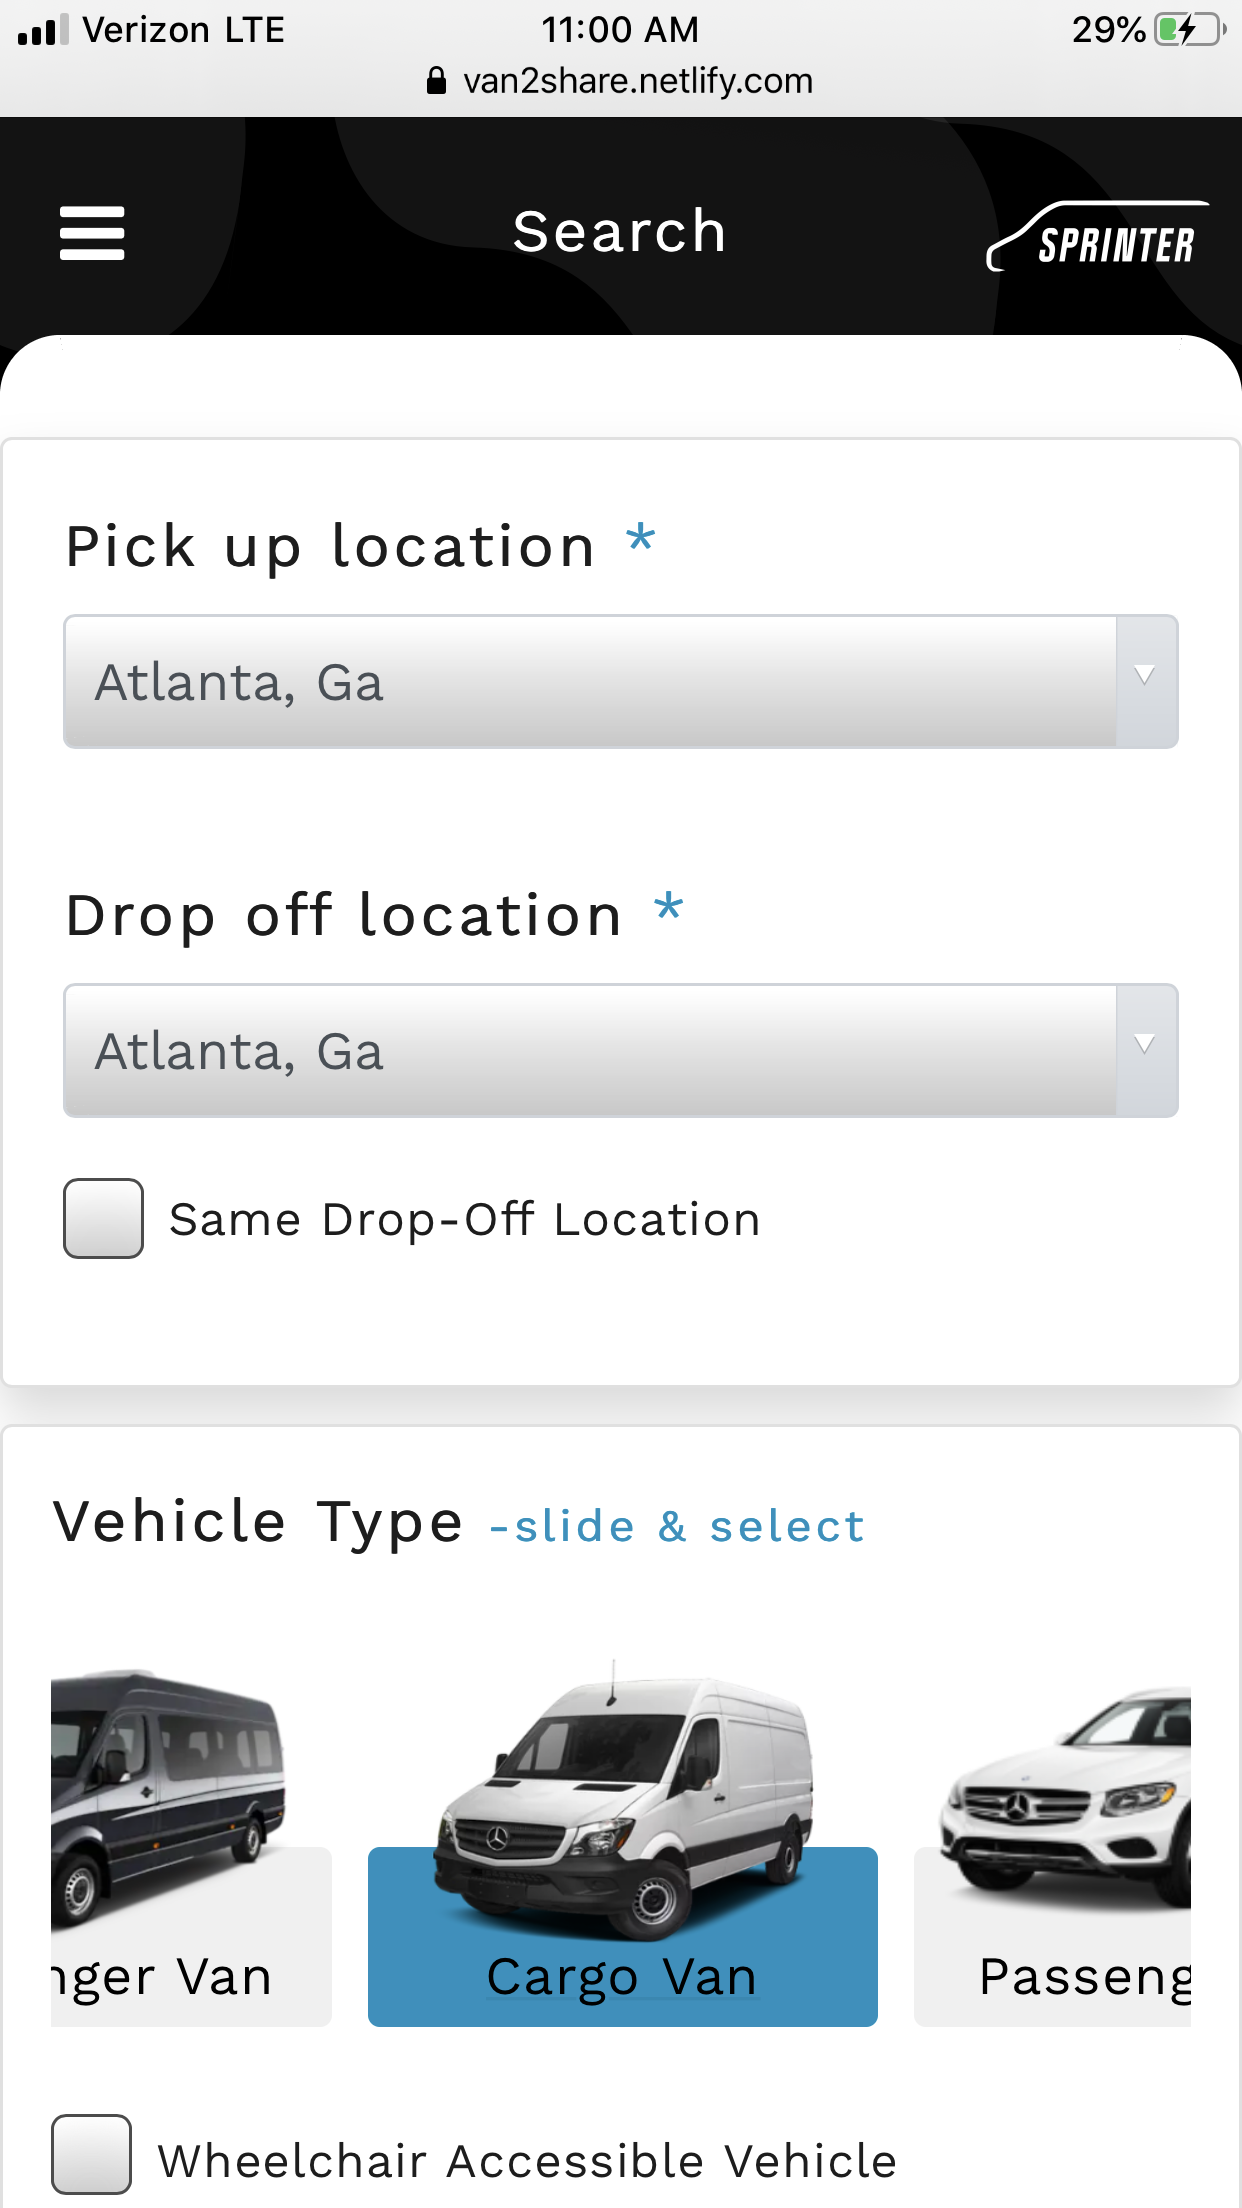 Verizon LTE 11:00 AM 29%
van2share.netlify.com
Search SPRINTER
Pick up location *
Atlanta, Ga
Drop off location *
Atlanta, Ga
Same Drop-Off Location
Vehicle Type -slide & select
nger Van Cargo Van Passeng
Wheelchair Accessible Vehicle